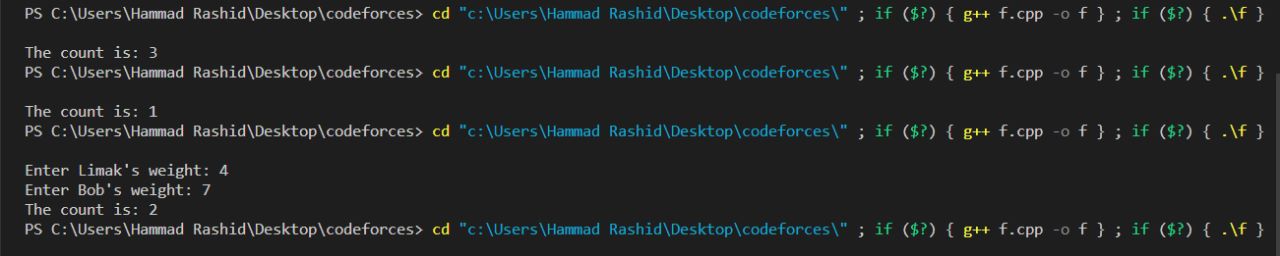 PS C:\Users\Hammad Rashid\Desktop\codeforces> cd "c:\Users\Hammad Rashid\Desktop\codeforces\" ; if ($?) { g++ f.cpp -o f } ; if ($?) { .\f }
The count is: 3
PS C:\Users\Hammad Rashid\Desktop\codeforces> cd "c:\Users\Hammad Rashid\Desktop\codeforces\" ; if ($?) { g++ f.cpp -o f } ; if ($?) { .\f }
The count is: 1
PS C:\Users\Hammad Rashid\Desktop\codeforces> cd "c:\Users\Hammad Rashid\Desktop\codeforces\" ; if ($?) { g++ f.cpp -o f } ; if ($?) { .\f }
Enter Limak's weight: 4
Enter Bob's weight: 7
The count is: 2
PS C:\Users\Hammad Rashid\Desktop\codeforces> cd "c:\Users\Hammad Rashid\Desktop\codeforces\" ; if ($?) { g++ f.cpp -o f } ; if ($?) { .\f }